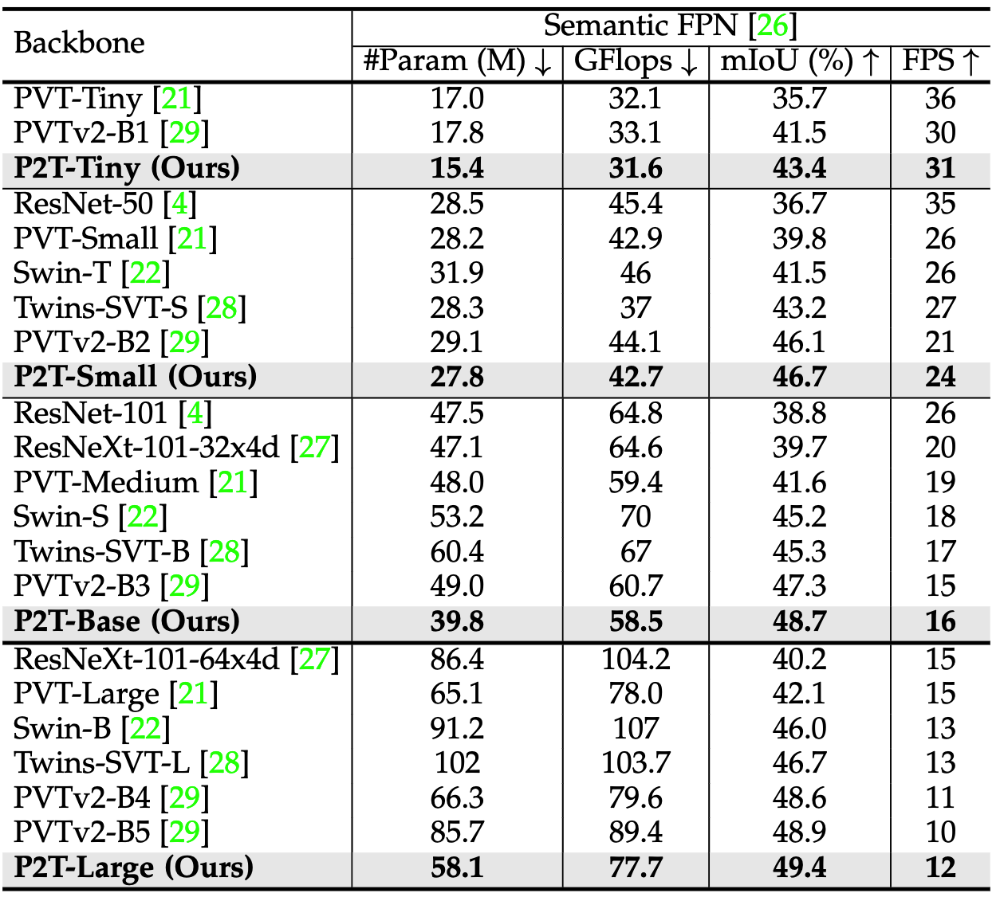 Backbone Semantic FPN [26]
#Param (M) ↓ GFlops ↓ mIoU (%) ↑ FPS ↑
PVT-Tiny [21] 17.0 32.1 35.7 36
PVTv2-B1 [29] 17.8 33.1 41.5 30
P2T-Tiny (Ours) 15.4 31.6 43.4 31
ResNet-50 [4] 28.5 45.4 36.7 35
PVT-Small [21] 28.2 42.9 39.8 26
Swin-T [22] 31.9 46 41.5 26
Twins-SVT-S [28] 28.3 37 43.2 27
PVTv2-B2 [29] 29.1 44.1 46.1 21
P2T-Small (Ours) 27.8 42.7 46.7 24
ResNet-101 [4] 47.5 64.8 38.8 26
ResNeXt-101-32x4d [27] 47.1 64.6 39.7 20
PVT-Medium [21] 48.0 59.4 41.6 19
Swin-S [22] 53.2 70 45.2 18
Twins-SVT-B [28] 60.4 67 45.3 17
PVTv2-B3 [29] 49.0 60.7 47.3 15
P2T-Base (Ours) 39.8 58.5 48.7 16
ResNeXt-101-64x4d [27] 86.4 104.2 40.2 15
PVT-Large [21] 65.1 78.0 42.1 15
Swin-B [22] 91.2 107 46.0 13
Twins-SVT-L [28] 102 103.7 46.7 13
PVTv2-B4 [29] 66.3 79.6 48.6 11
PVTv2-B5 [29] 85.7 89.4 48.9 10
P2T-Large (Ours) 58.1 77.7 49.4 12